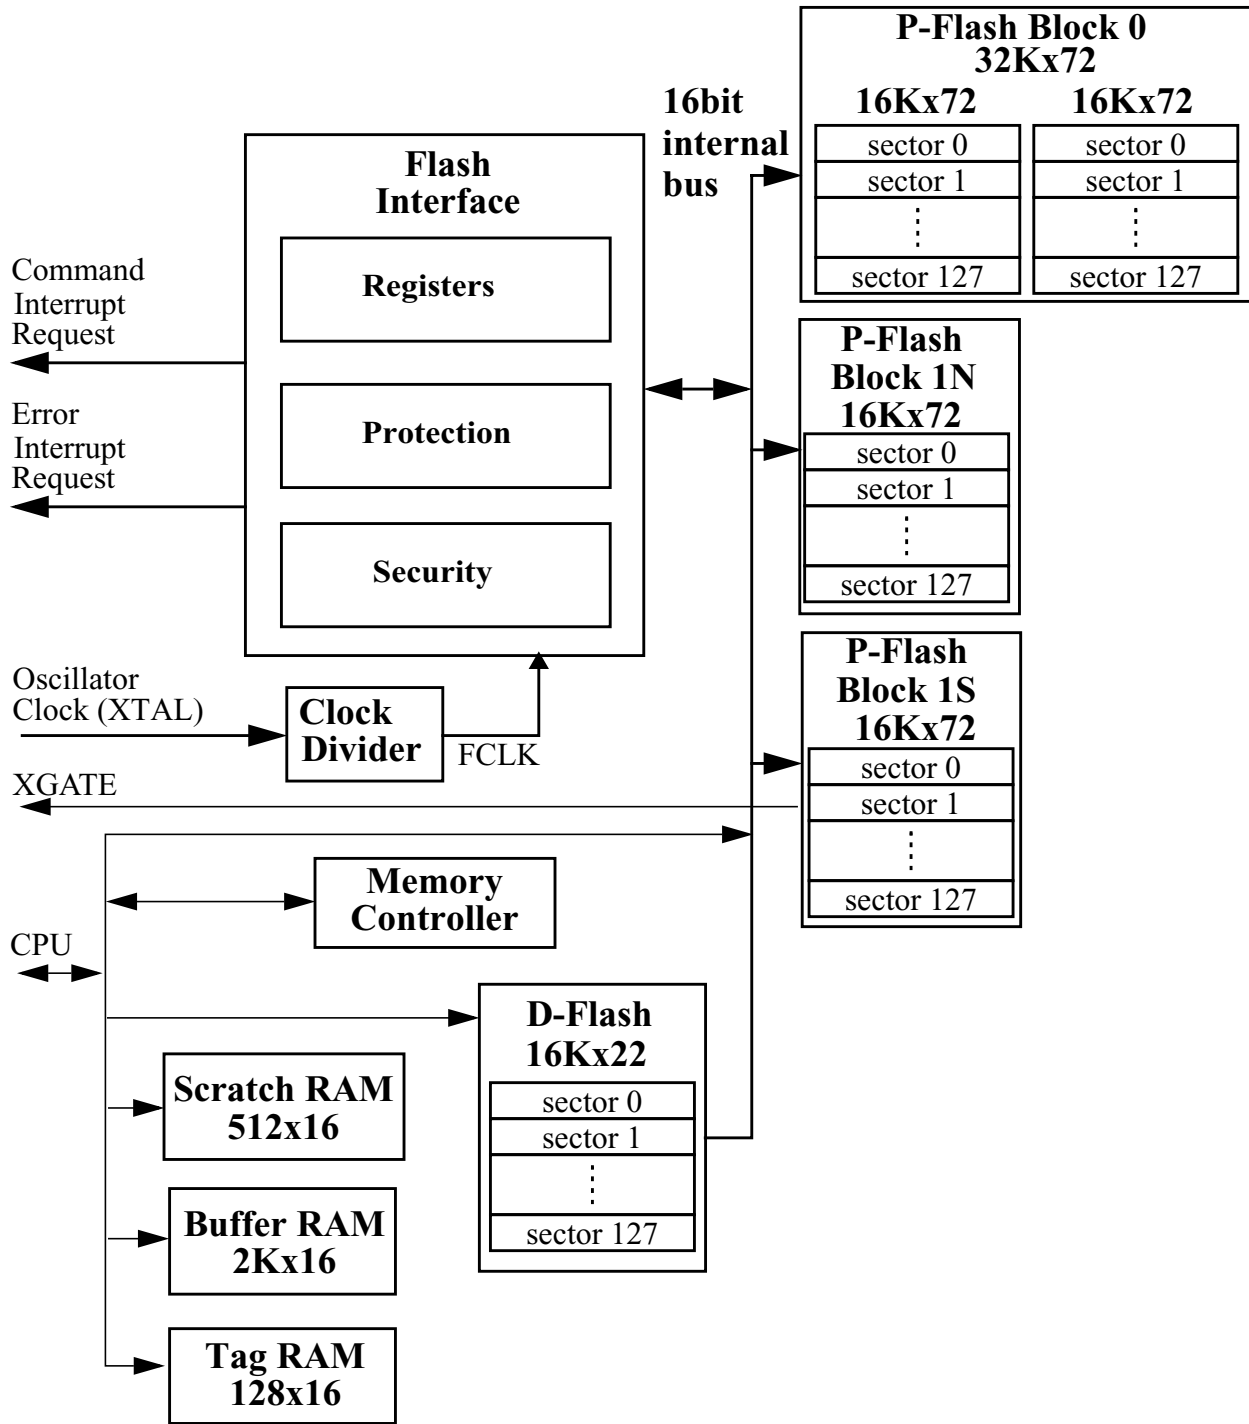 P-Flash Block 0
32Kx72
16Kx72
16Kx72
sector 0
sector 1
sector 127
sector 0
sector 1
sector 127
16bit
internal
bus
Flash
Interface
Registers
Protection
Security
Command
Interrupt
Request
Error
Interrupt
Request
P-Flash
Block 1N
16Kx72
sector 0
sector 1
sector 127
Oscillator
Clock (XTAL)
Clock
Divider
FCLK
P-Flash
Block 1S
16Kx72
sector 0
sector 1
sector 127
XGATE
Memory
Controller
CPU
D-Flash
16Kx22
sector 0
sector 1
sector 127
Scratch RAM
512x16
Buffer RAM
2Kx16
Tag RAM
128x16